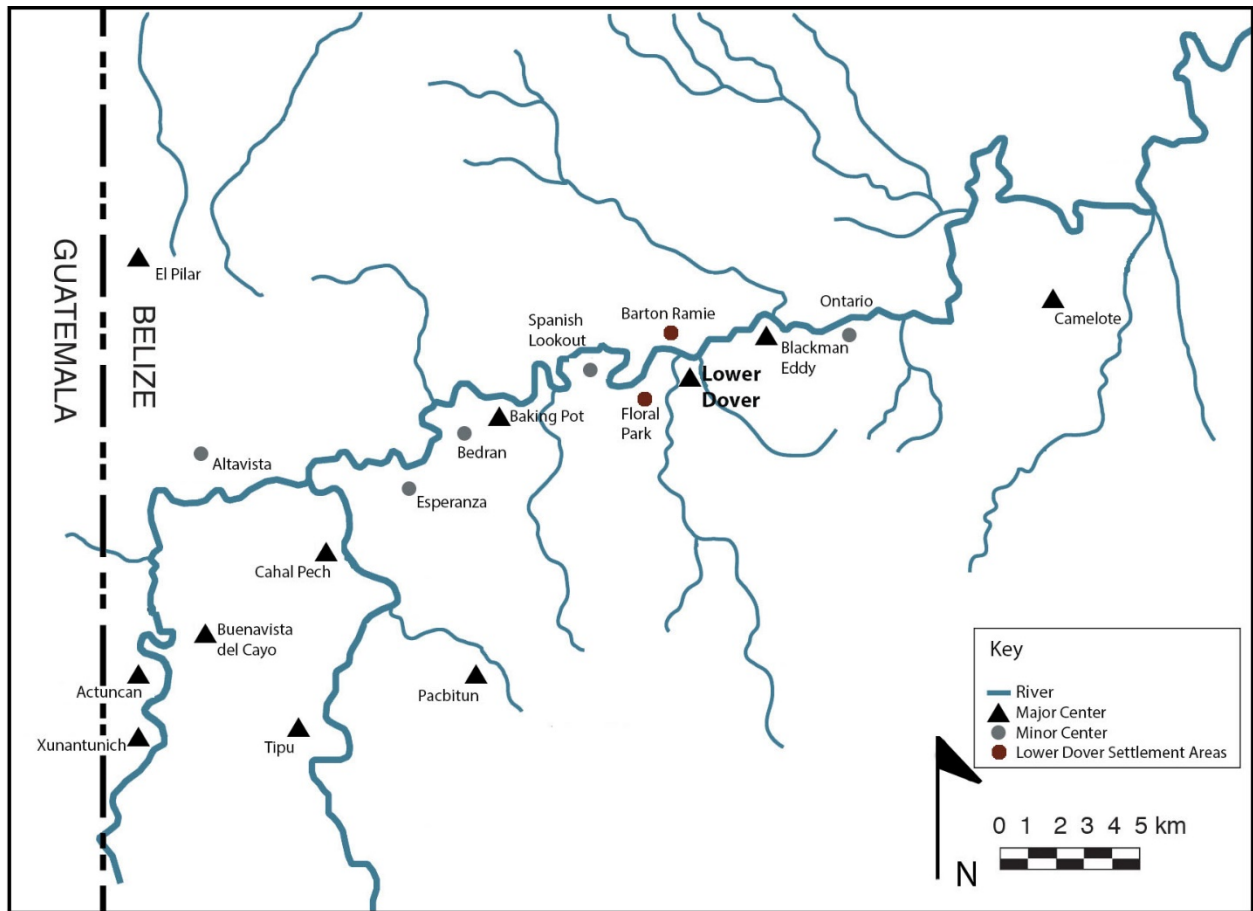 GUATEMALA
BELIZE
El Pilar
Altavista
Spanish
Lookout
Barton Ramie
Ontario
Camelote
Blackman
Eddy
Lower
Dover
Floral
Park
Baking Pot
Bedran
Esperanza
Cahal Pech
Buenavista
del Cayo
Actuncan
Xunantunich
Tipu
Pacbitun
Key
River
Major Center
Minor Center
Lower Dover Settlement Areas
0 1 2 3 4 5 km
N